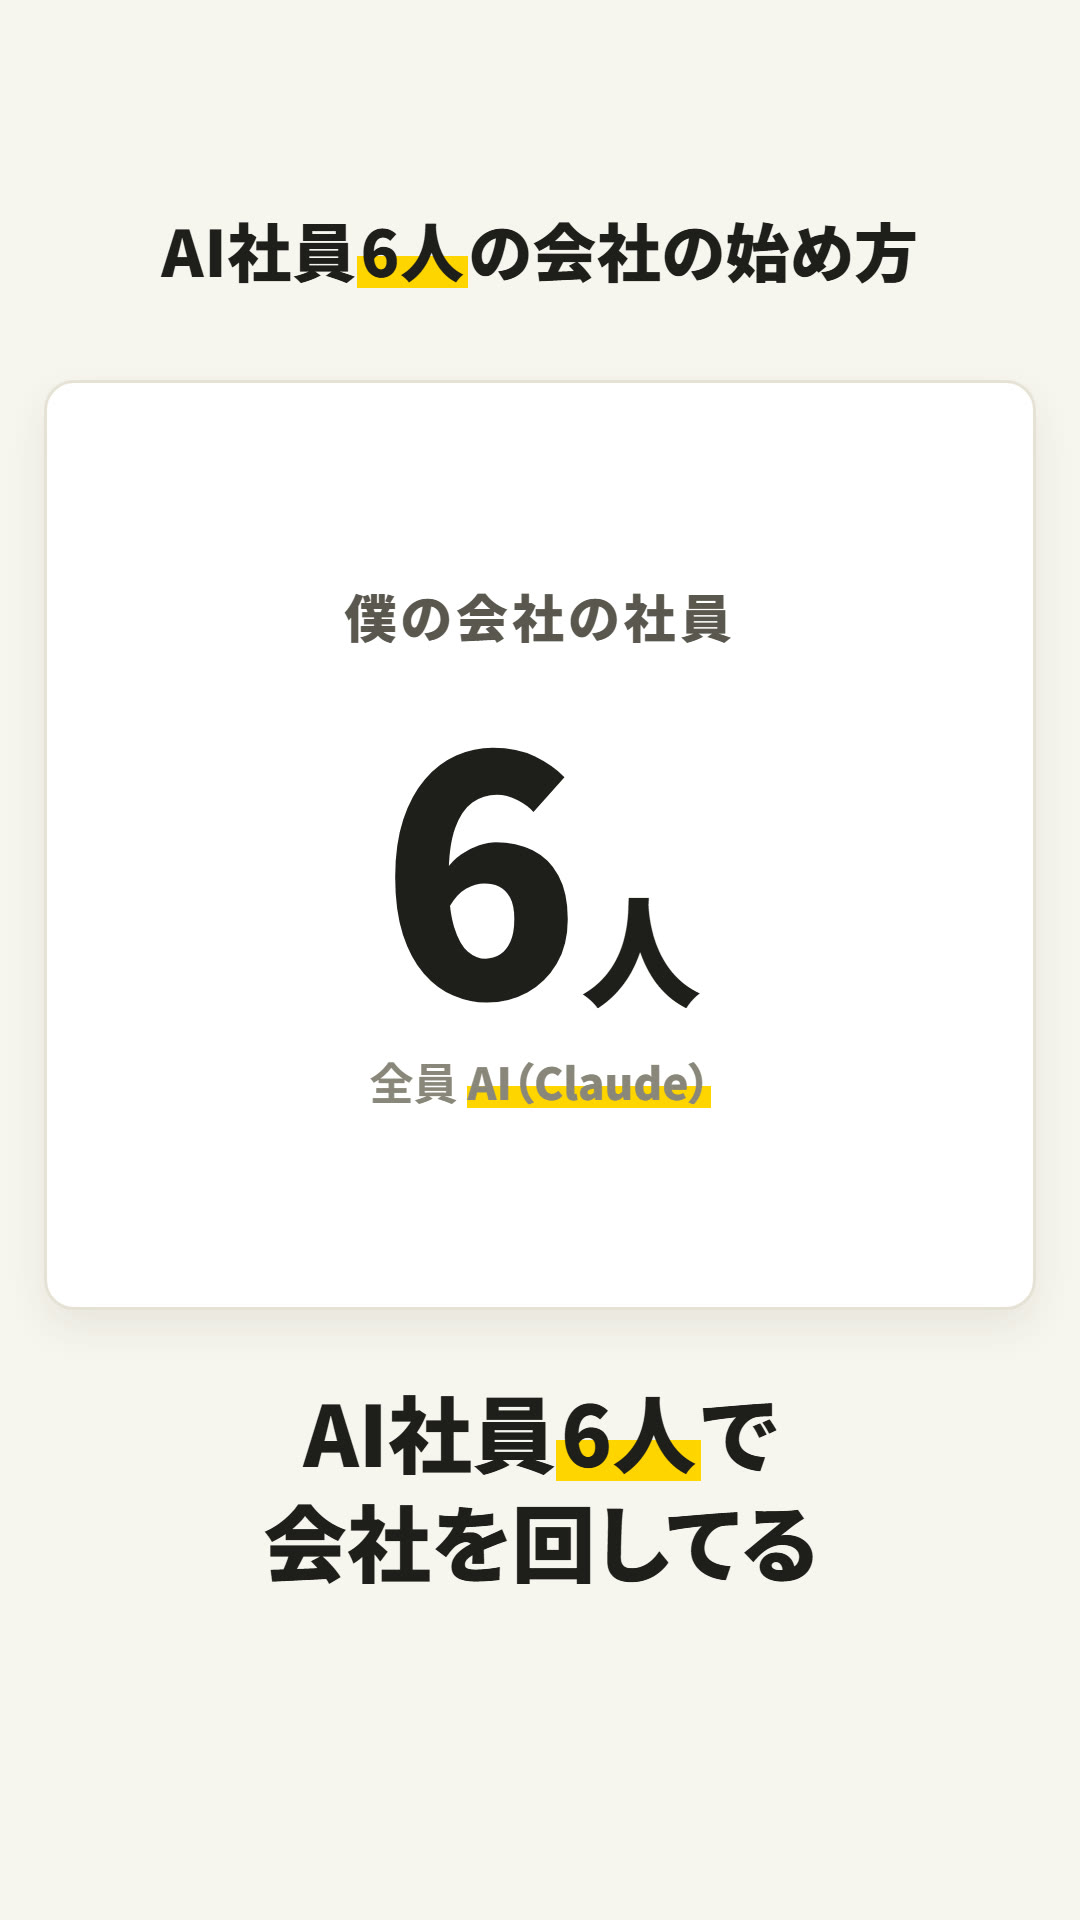 AI社員6人の会社の始め方
僕の会社の社員
6人
全員 AI（Claude）
AI社員6人で
会社を回してる